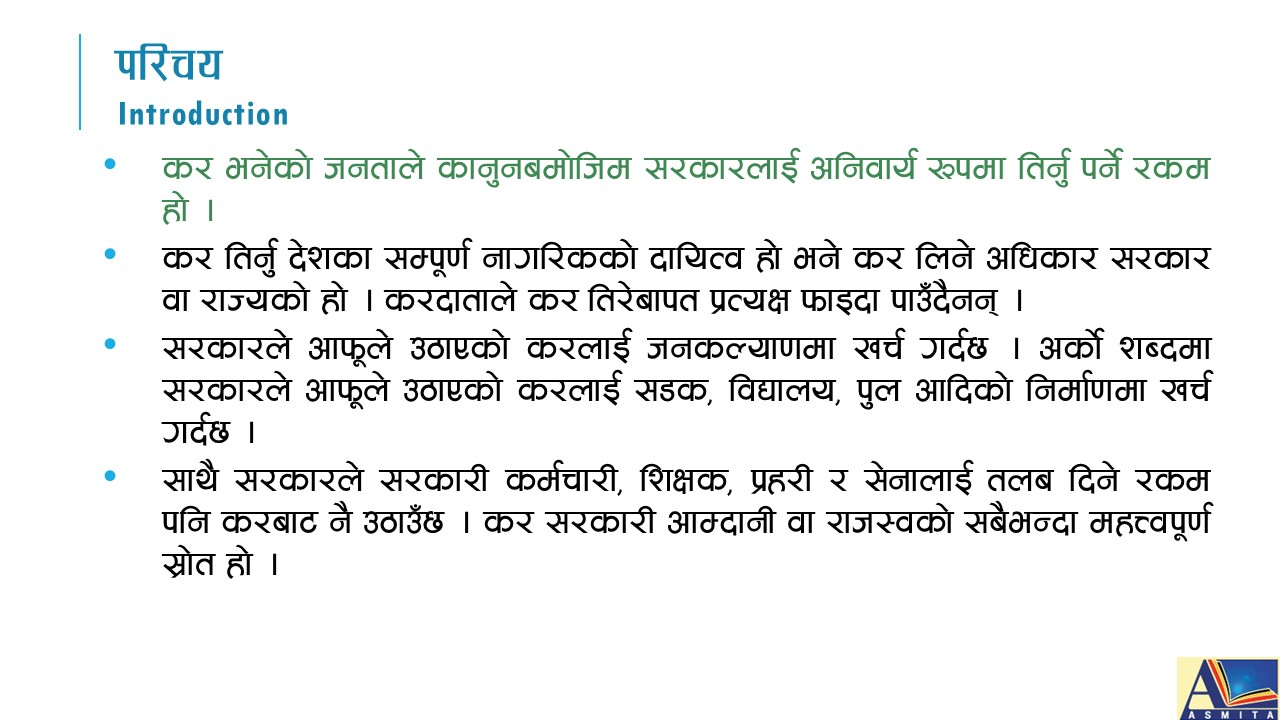 परिचय
Introduction
• कर भनेको जनताले कानुनबमोजिम सरकारलाई अनिवार्य रूपमा तिर्नु पर्ने रकम
हो ।
• कर तिर्नु देशका सम्पूर्ण नागरिकको दायित्व हो भने कर लिने अधिकार सरकार
वा राज्यको हो । करदाताले कर तिरेबापत प्रत्यक्ष फाइदा पाउँदैनन् ।
• सरकारले आफूले उठाएको करलाई जनकल्याणमा खर्च गर्दछ । अर्को शब्दमा
सरकारले आफूले उठाएको करलाई सडक, विद्यालय, पुल आदिको निर्माणमा खर्च
गर्दछ ।
• साथै सरकारले सरकारी कर्मचारी, शिक्षक, प्रहरी र सेनालाई तलब दिने रकम
पनि करबाट नै उठाउँछ । कर सरकारी आम्दानी वा राजस्वको सबैभन्दा महत्त्वपूर्ण
स्रोत हो ।
ASMITA